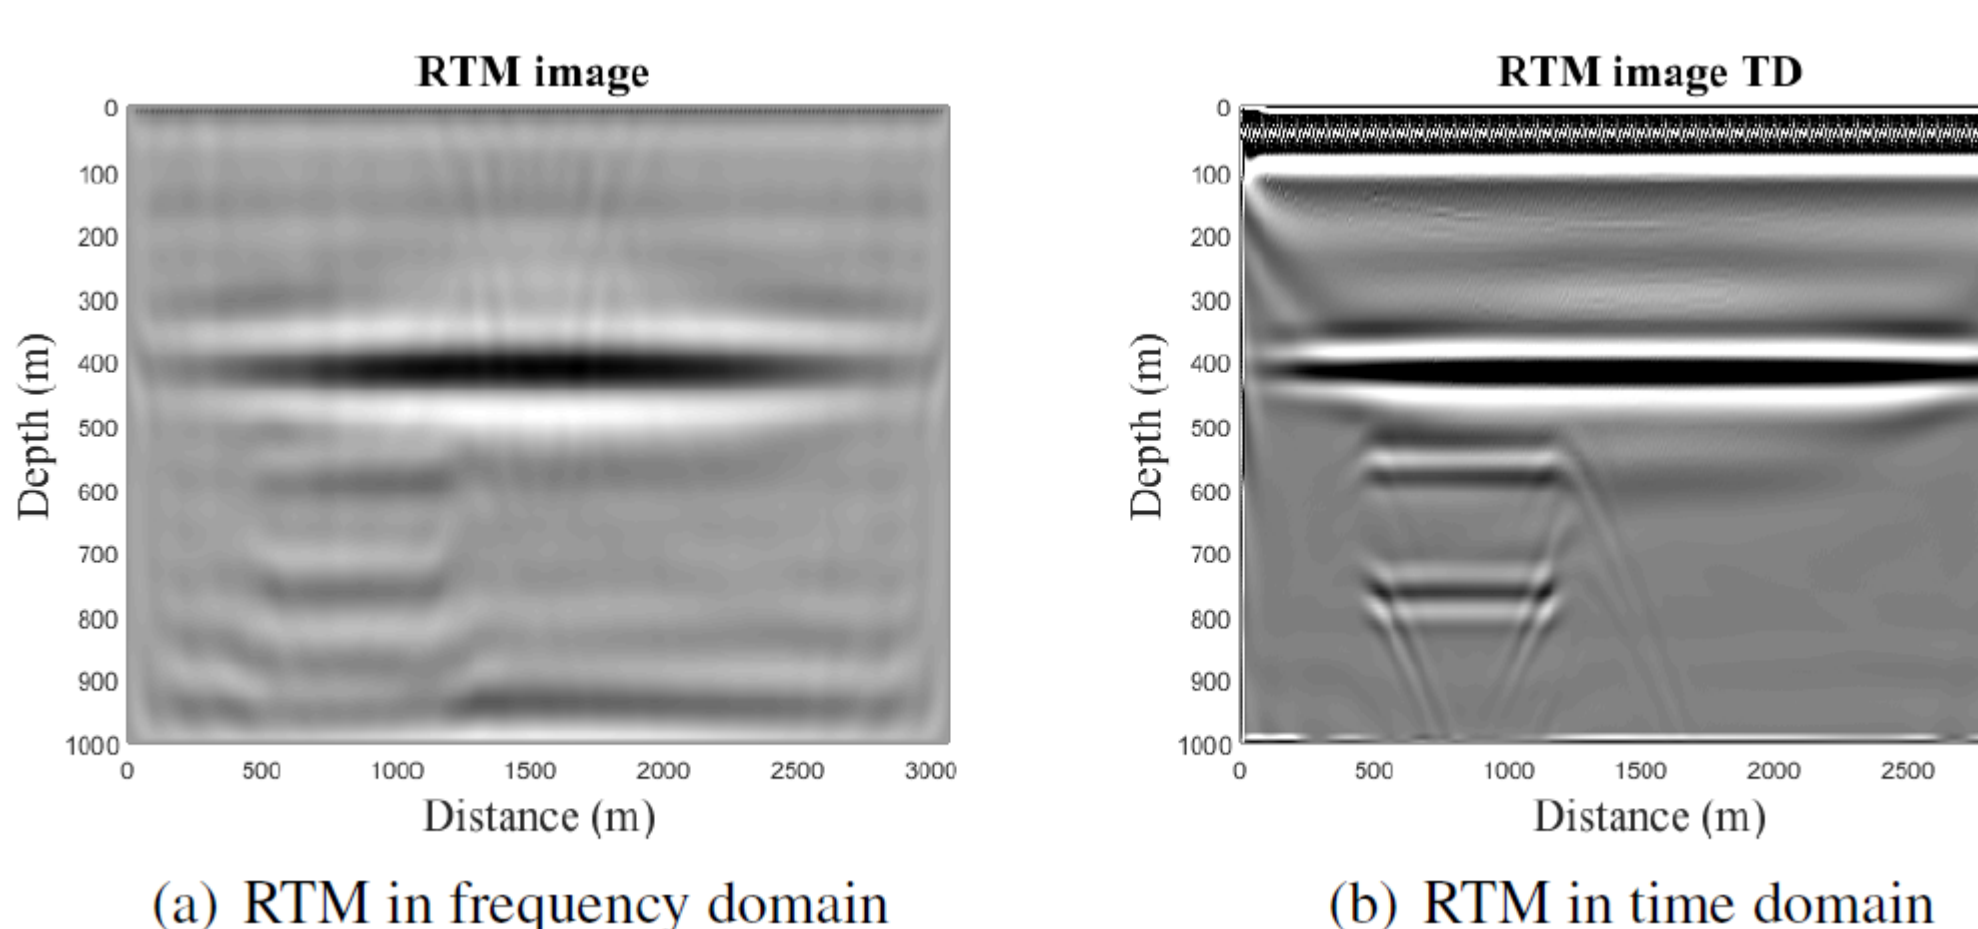 RTM image
0
100
200
300
400
500
600
700
800
900
1000
Depth (m)
0 500 1000 1500 2000 2500 3000
Distance (m)
(a) RTM in frequency domain
RTM image TD
0
100
200
300
400
500
600
700
800
900
1000
Depth (m)
0 500 1000 1500 2000 2500
Distance (m)
(b) RTM in time domain